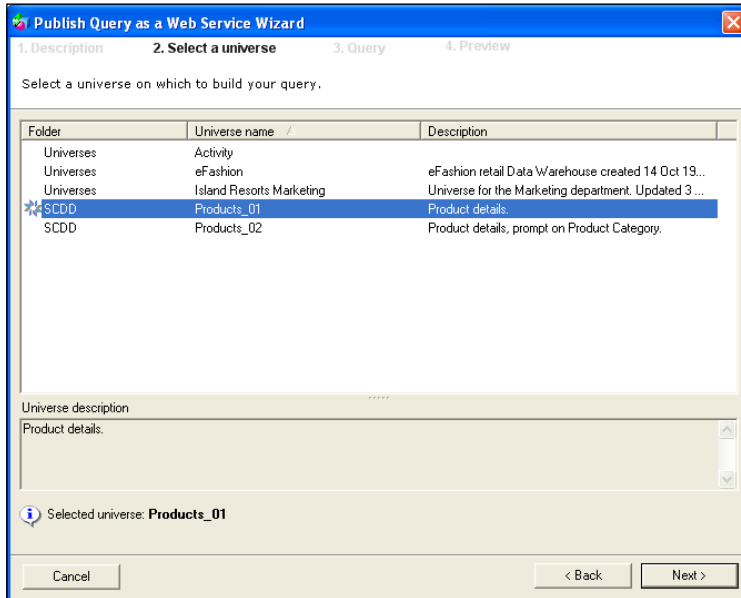 Publish Query as a Web Service Wizard
1. Description 2. Select a universe 3. Query 4. Preview
Select a universe on which to build your query.
Folder Universe name Description
Universes Activity
Universes eFashion eFashion retail Data Warehouse created 14 Oct 19...
Universes Island Resorts Marketing Universe for the Marketing department. Updated 3 ...
SCDD Products_01 Product details.
SCDD Products_02 Product details, prompt on Product Category.
Universe description
Product details.
Selected universe: Products_01
Cancel < Back Next >